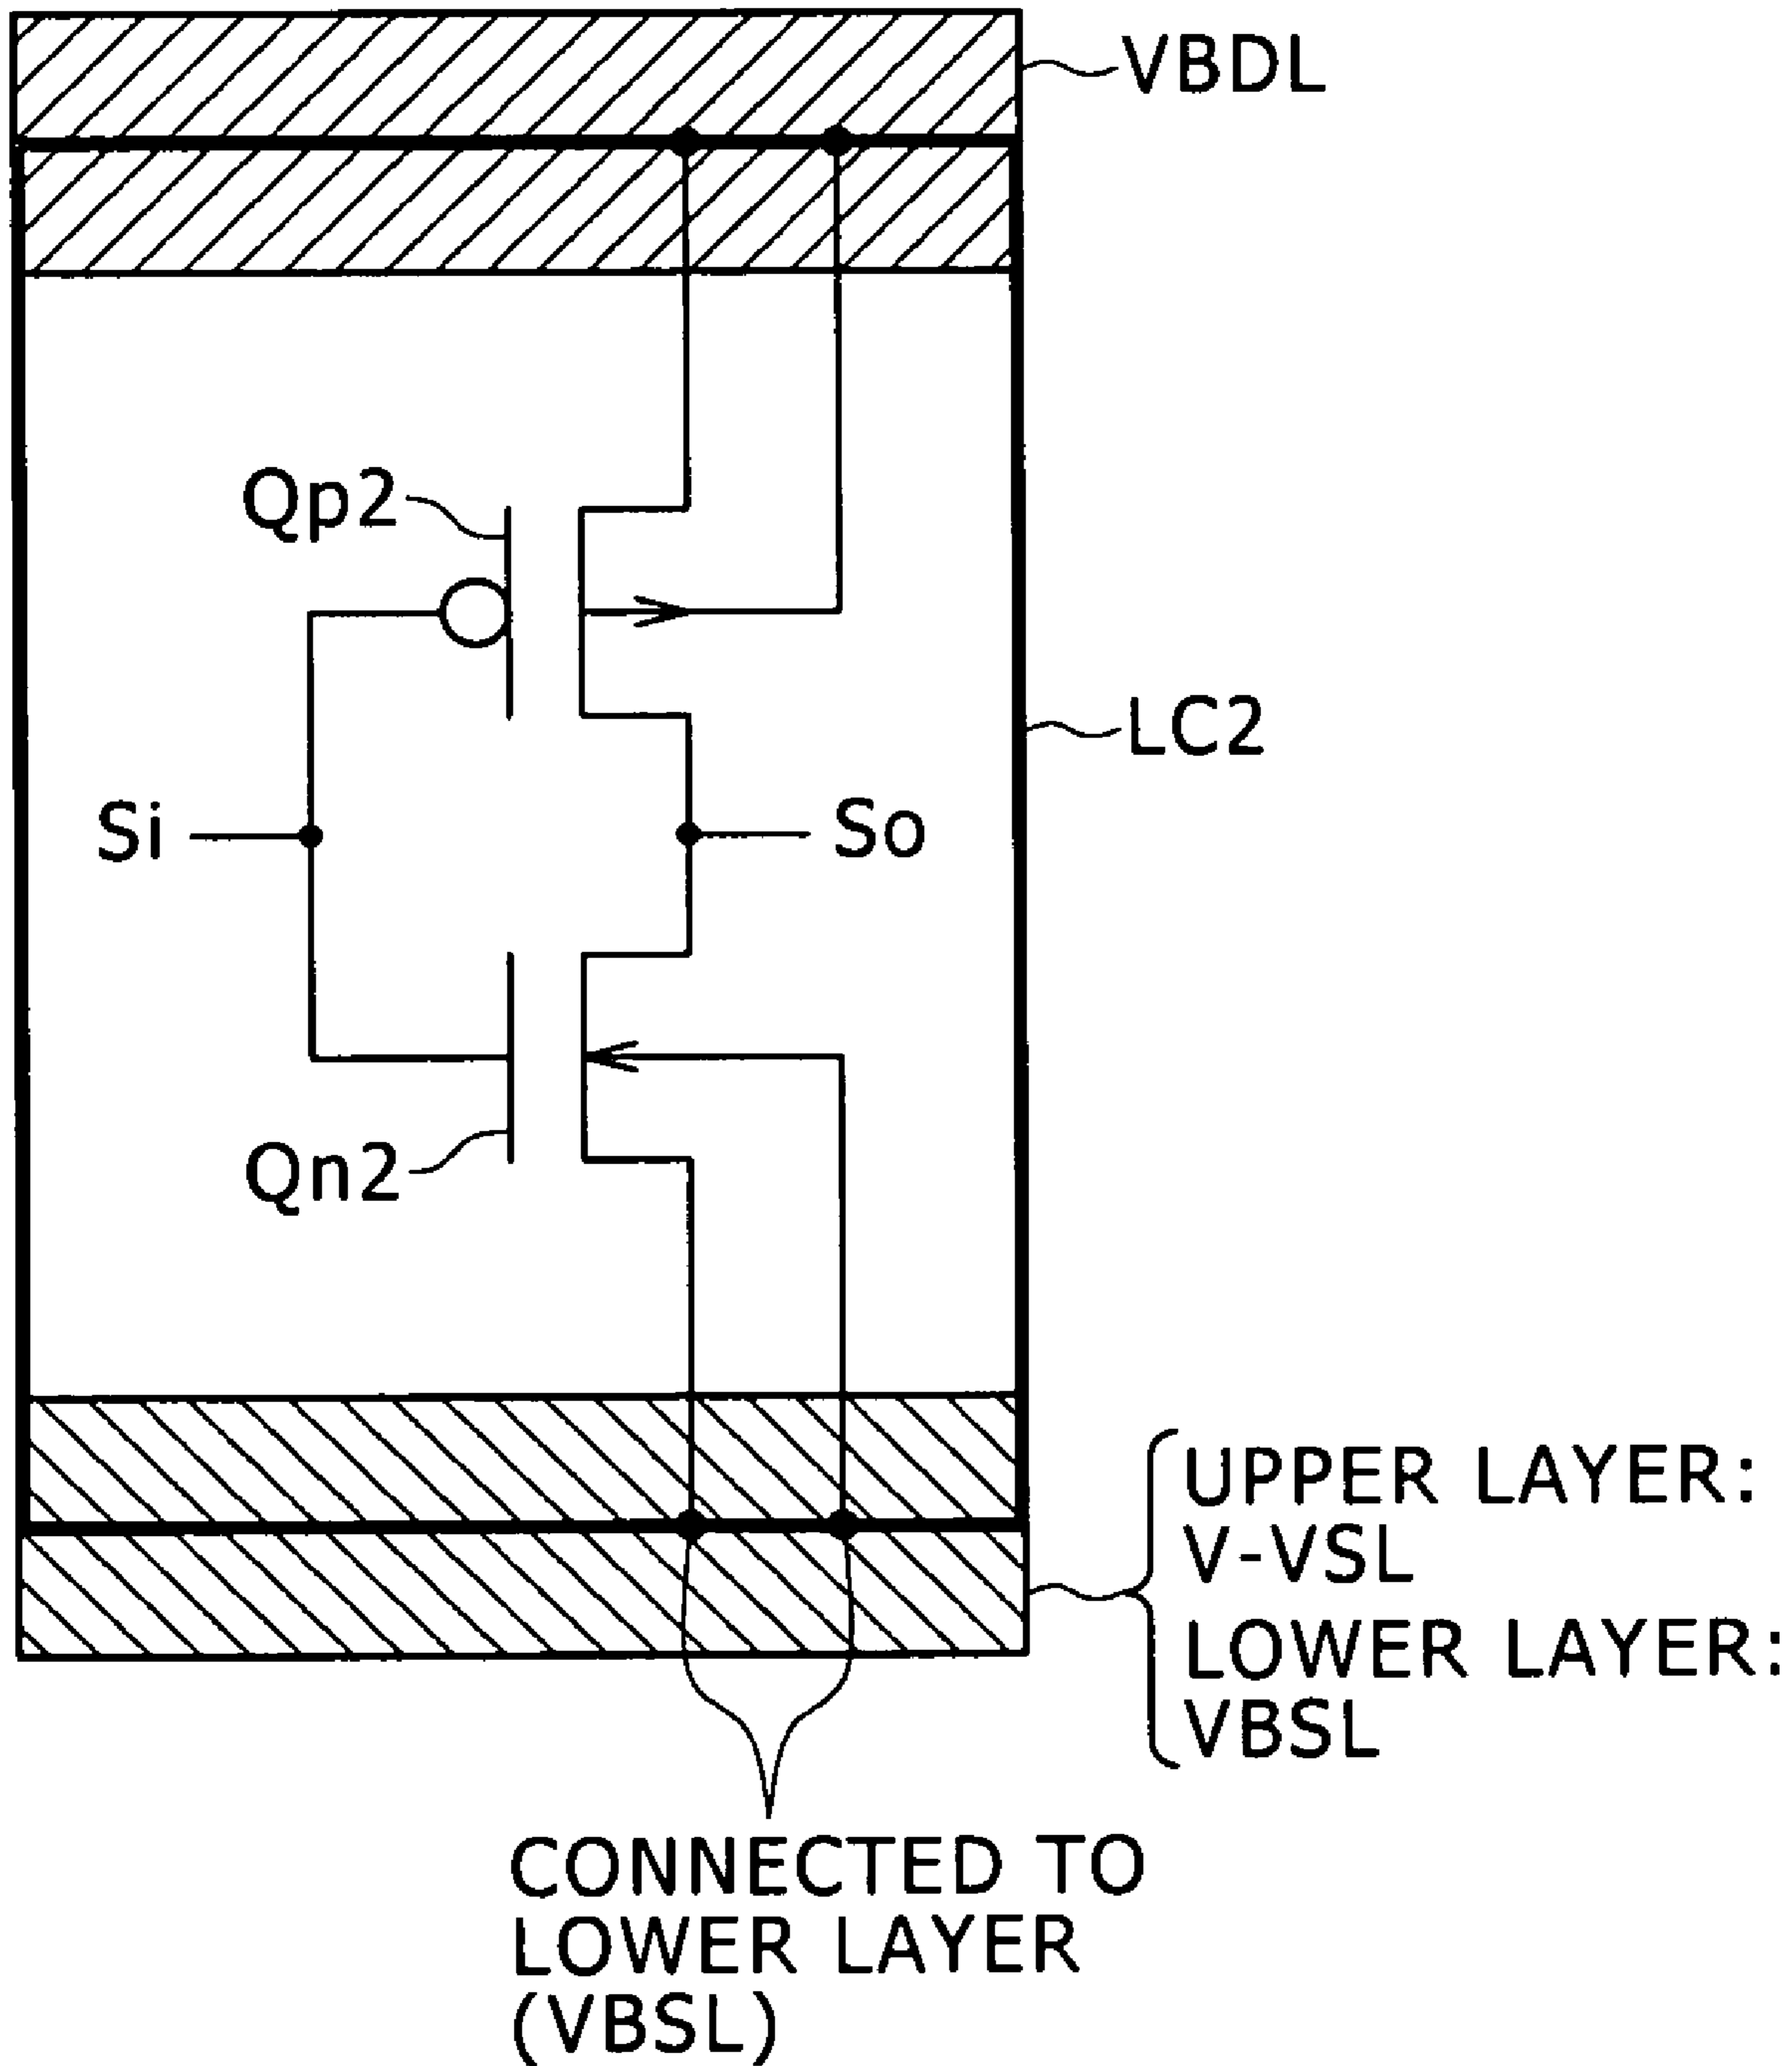 VBDL
Qp2
LC2
Si
So
Qn2
UPPER LAYER:
V-VSL
LOWER LAYER:
VBSL
CONNECTED TO
LOWER LAYER
(VBSL)